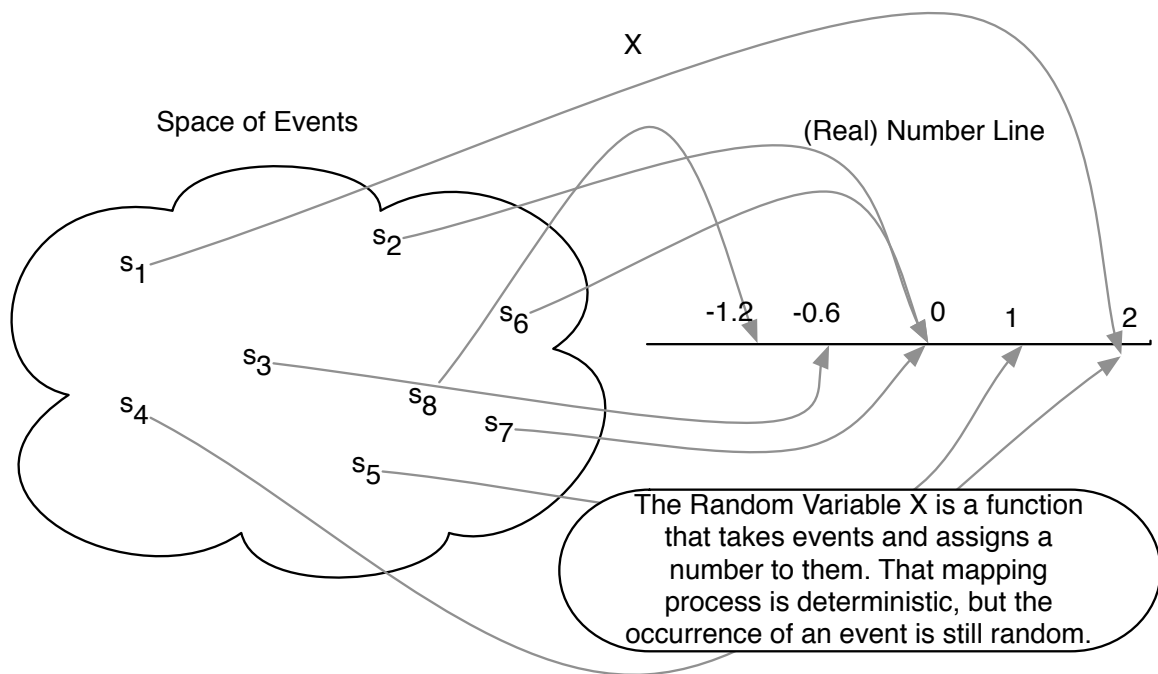 X
Space of Events
(Real) Number Line
s2
s1
s6
-1.2 -0.6 0 1 2
s3
s8
s4
s7
s5
The Random Variable X is a function
that takes events and assigns a
number to them. That mapping
process is deterministic, but the
occurrence of an event is still random.